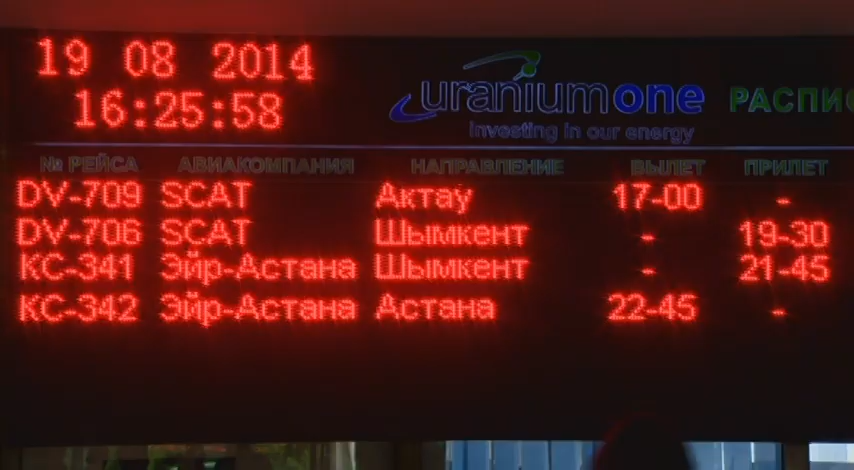 19 08 2014
16:25:58
uraniumone
investing in our energy
№ РЕЙСА АВИАКОМПАНИЯ НАПРАВЛЕНИЕ ВЫЛЕТ ПРИЛЕТ
DV-709 SCAT Актау 17-00 -
DV-706 SCAT Шымкент - 19-30
KC-341 Эйр-Астана Шымкент - 21-45
KC-342 Эйр-Астана Астана 22-45 -